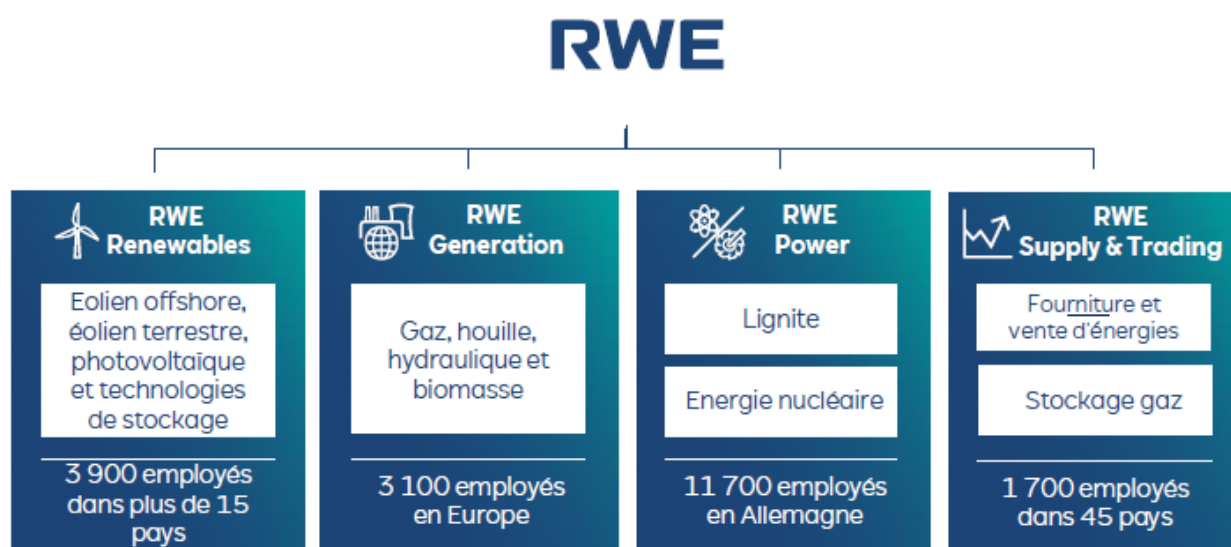 RWE
RWE
Renewables
Eolien offshore,
éolien terrestre,
photovoltaïque
et technologies
de stockage
3 900 employés
dans plus de 15
pays
RWE
Generation
Gaz, houille,
hydraulique et
biomasse
3 100 employés
en Europe
RWE
Power
Lignite
Energie nucléaire
11 700 employés
en Allemagne
RWE
Supply & Trading
Fourniture et
vente d'énergies
Stockage gaz
1 700 employés
dans 45 pays